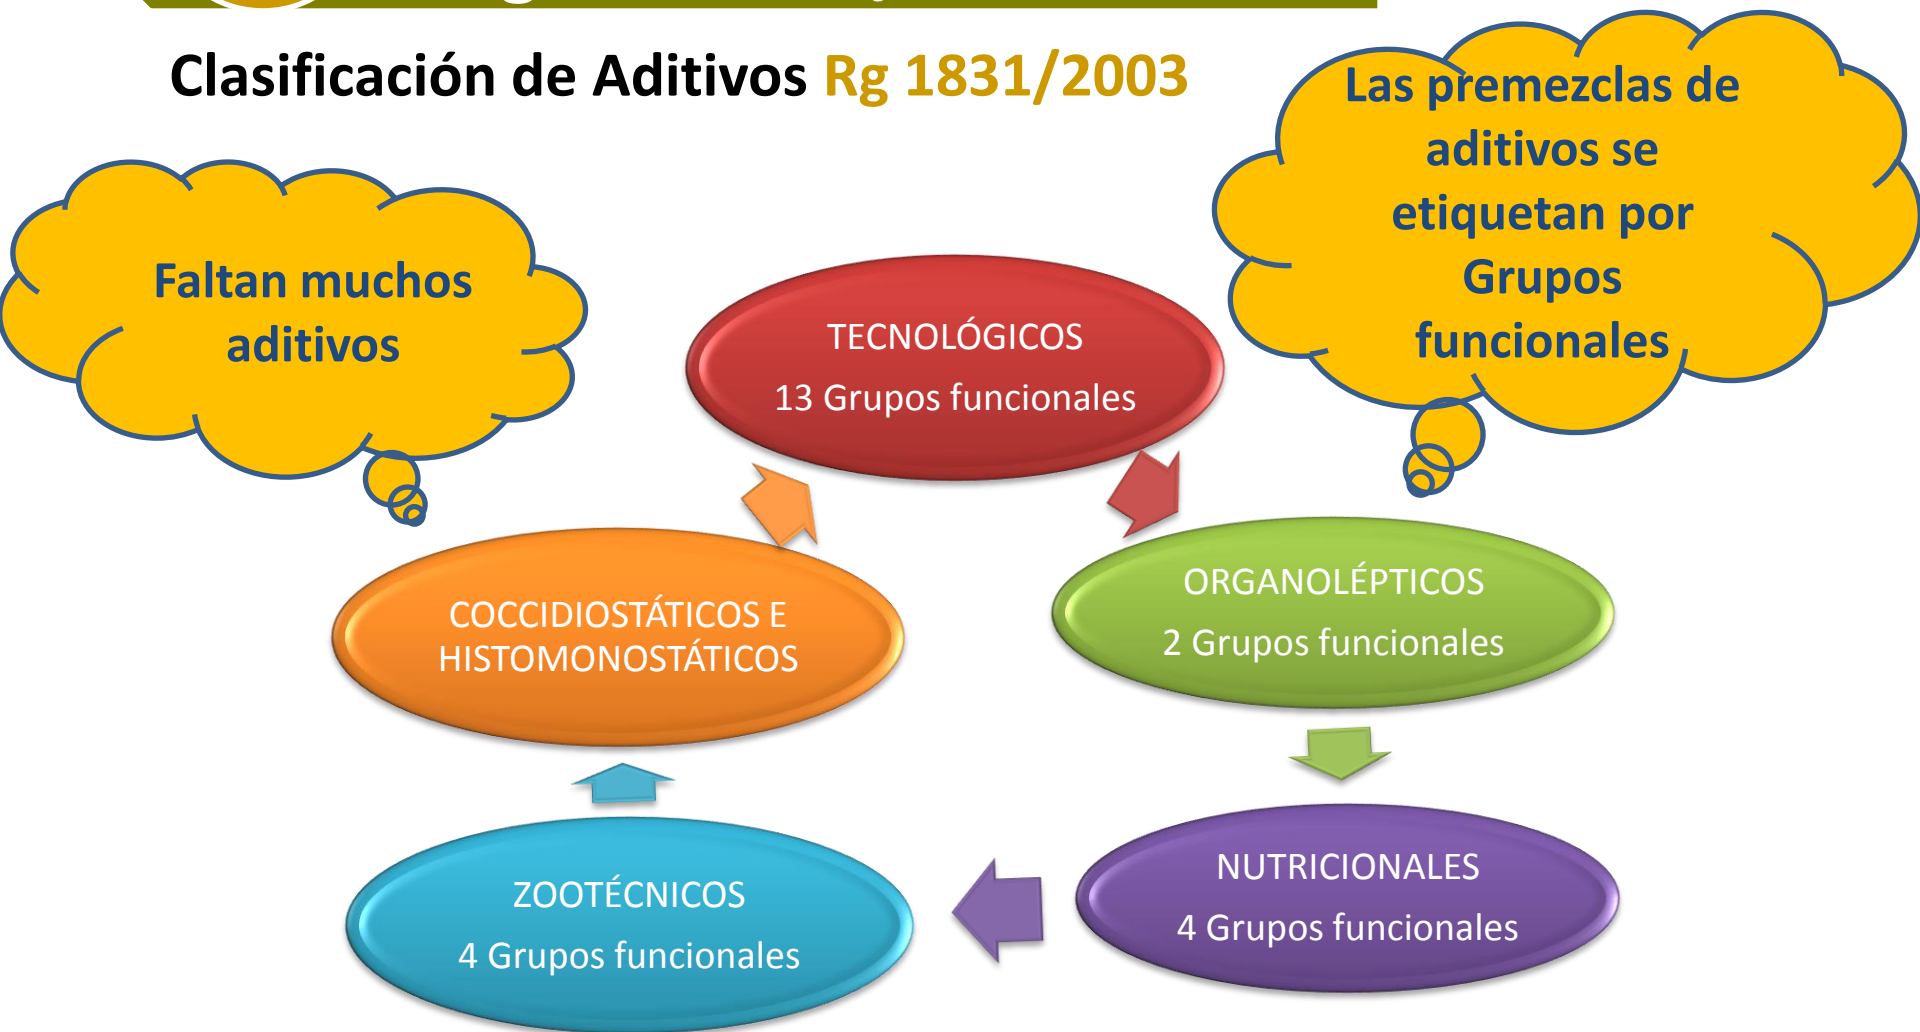 Clasificación de Aditivos Rg 1831/2003
Las premezclas de
aditivos se
etiquetan por
Grupos
funcionales
Faltan muchos
aditivos
TECNOLÓGICOS
13 Grupos funcionales
ORGANOLÉPTICOS
2 Grupos funcionales
COCCIDIOSTÁTICOS E
HISTOMONOSTÁTICOS
NUTRICIONALES
4 Grupos funcionales
ZOOTÉCNICOS
4 Grupos funcionales